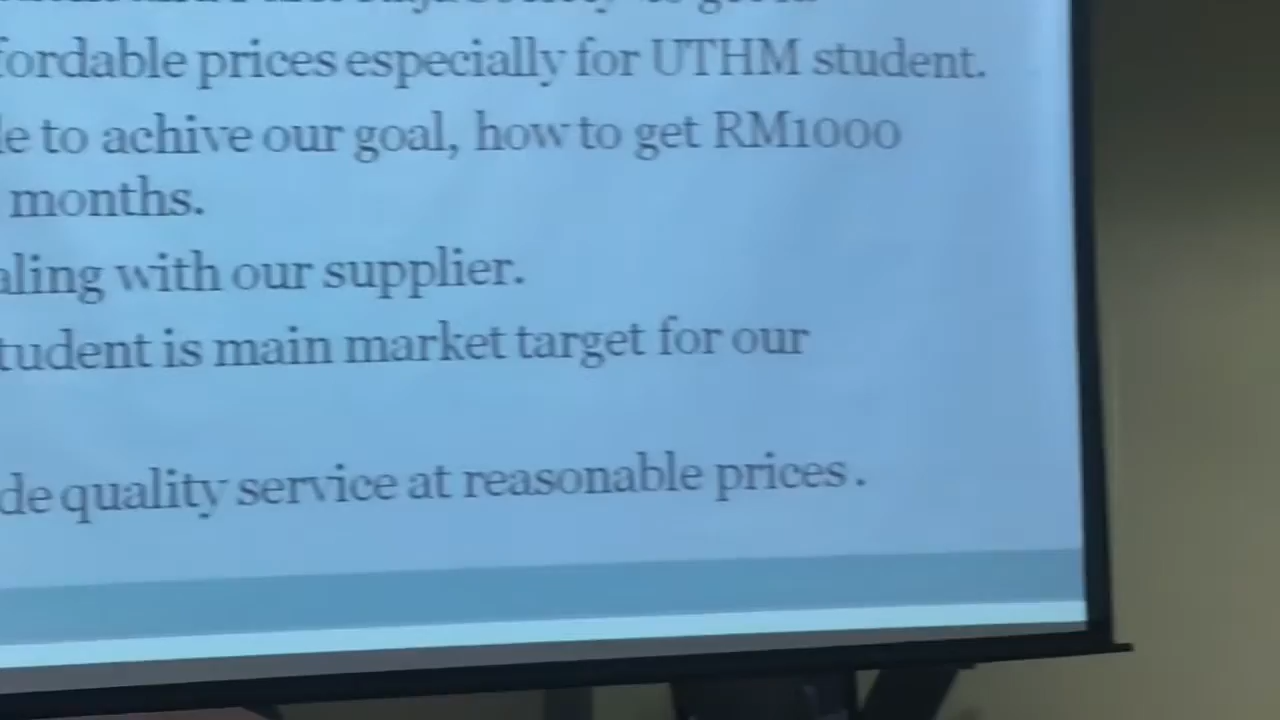 fordable prices especially for UTHM student.
le to achive our goal, how to get RM1000
months.
aling with our supplier.
tudent is main market target for our
de quality service at reasonable prices.